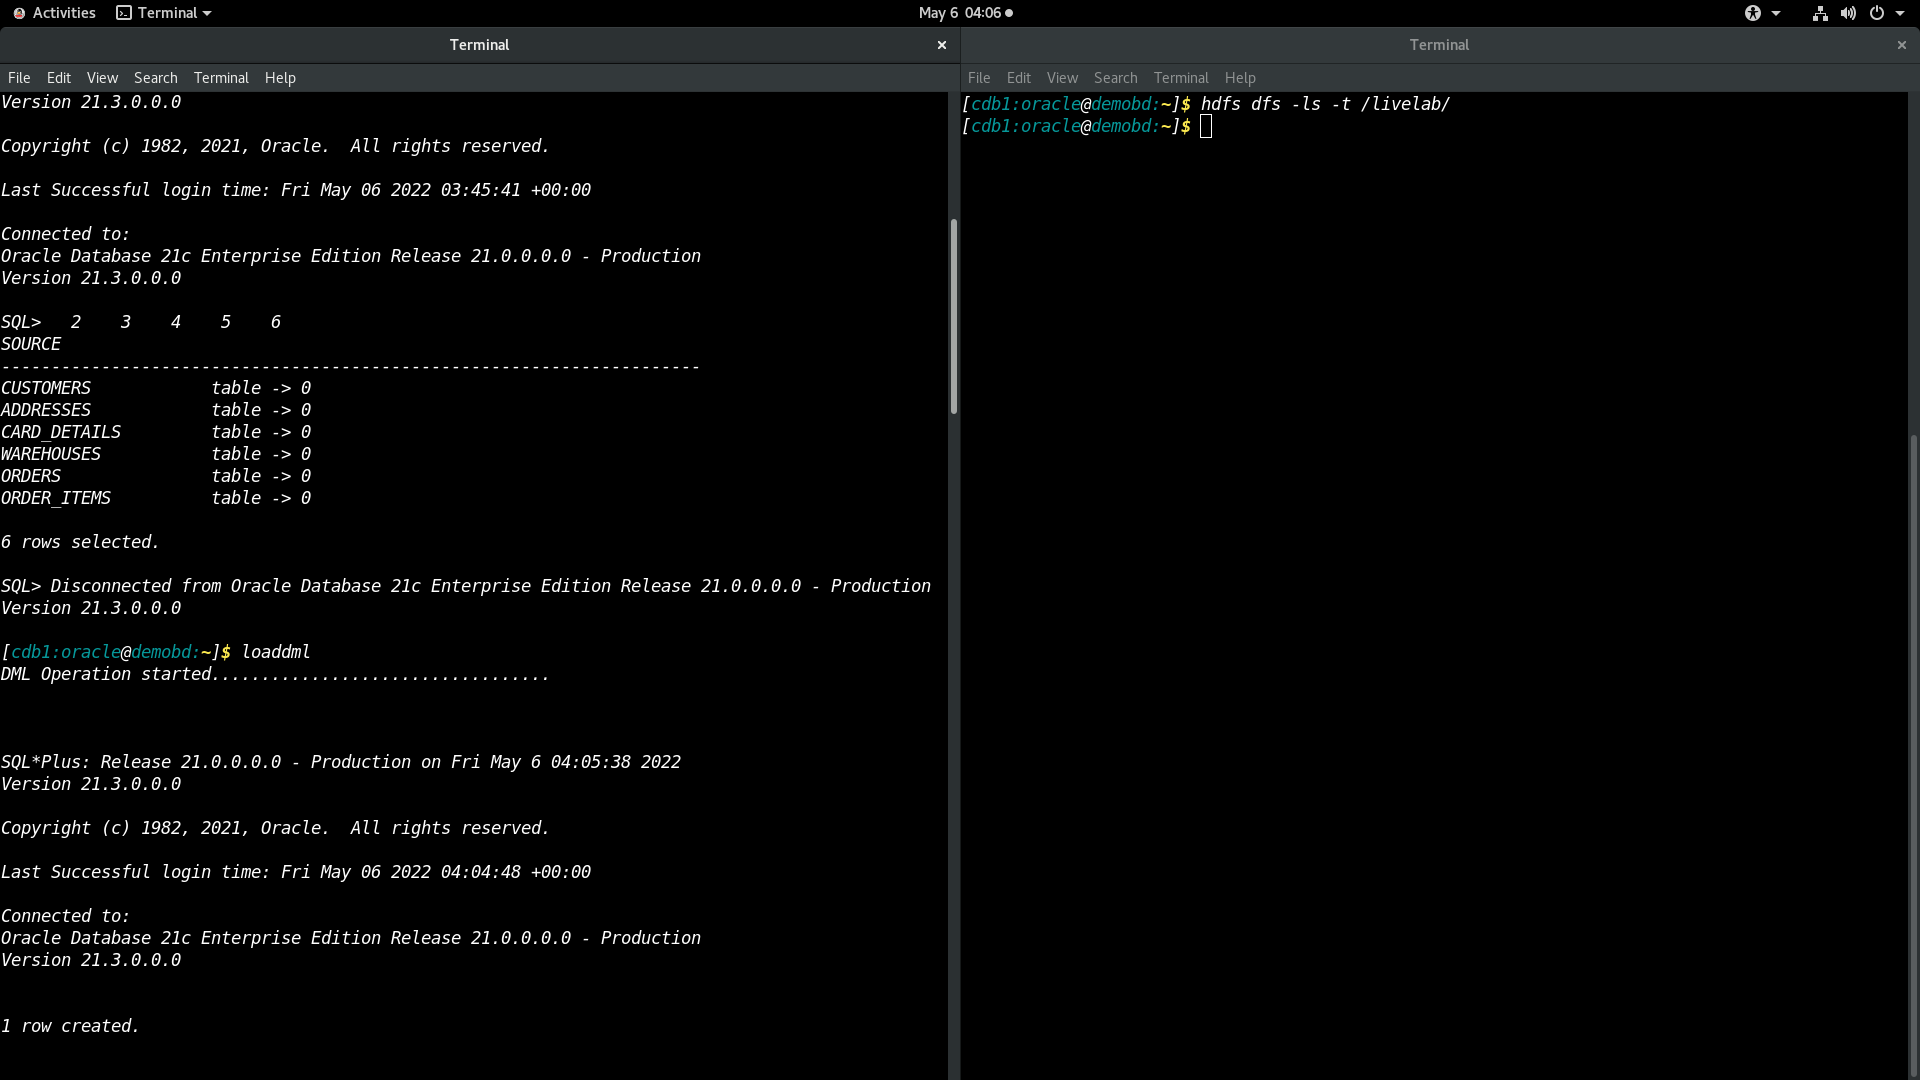 Activities Terminal May 6 04:06
Terminal
File Edit View Search Terminal Help
Version 21.3.0.0.0
Copyright (c) 1982, 2021, Oracle.  All rights reserved.
Last Successful login time: Fri May 06 2022 03:45:41 +00:00
Connected to:
Oracle Database 21c Enterprise Edition Release 21.0.0.0.0 - Production
Version 21.3.0.0.0
SQL>   2    3    4    5    6
SOURCE
----------------------------------------------------------------------
CUSTOMERS            table -> 0
ADDRESSES            table -> 0
CARD_DETAILS         table -> 0
WAREHOUSES           table -> 0
ORDERS               table -> 0
ORDER_ITEMS          table -> 0
6 rows selected.
SQL> Disconnected from Oracle Database 21c Enterprise Edition Release 21.0.0.0.0 - Production
Version 21.3.0.0.0
[cdb1:oracle@demobd:~]$ loaddml
DML Operation started..................................
SQL*Plus: Release 21.0.0.0.0 - Production on Fri May 6 04:05:38 2022
Version 21.3.0.0.0
Copyright (c) 1982, 2021, Oracle.  All rights reserved.
Last Successful login time: Fri May 06 2022 04:04:48 +00:00
Connected to:
Oracle Database 21c Enterprise Edition Release 21.0.0.0.0 - Production
Version 21.3.0.0.0
1 row created.
Terminal
File Edit View Search Terminal Help
[cdb1:oracle@demobd:~]$ hdfs dfs -ls -t /livelab/
[cdb1:oracle@demobd:~]$